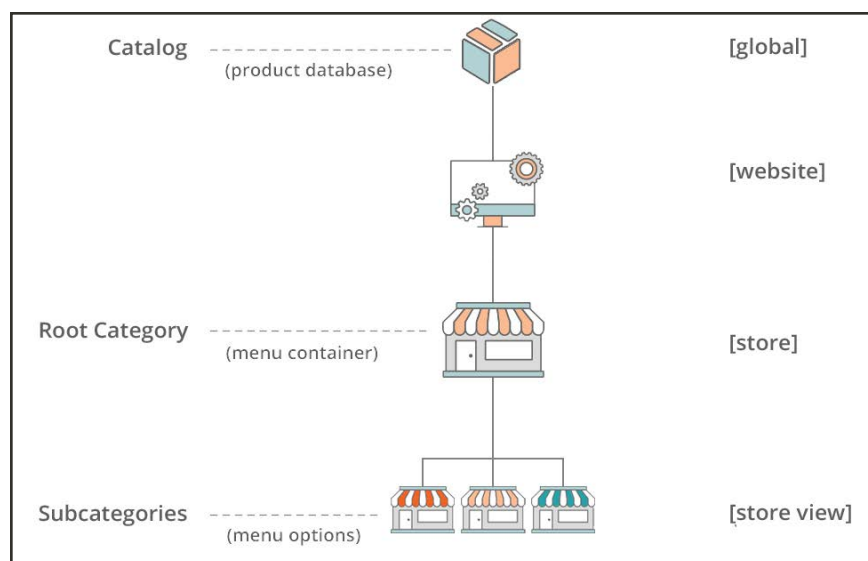 Catalog
(product database)
[global]
[website]
Root Category
(menu container)
[store]
Subcategories
(menu options)
[store view]